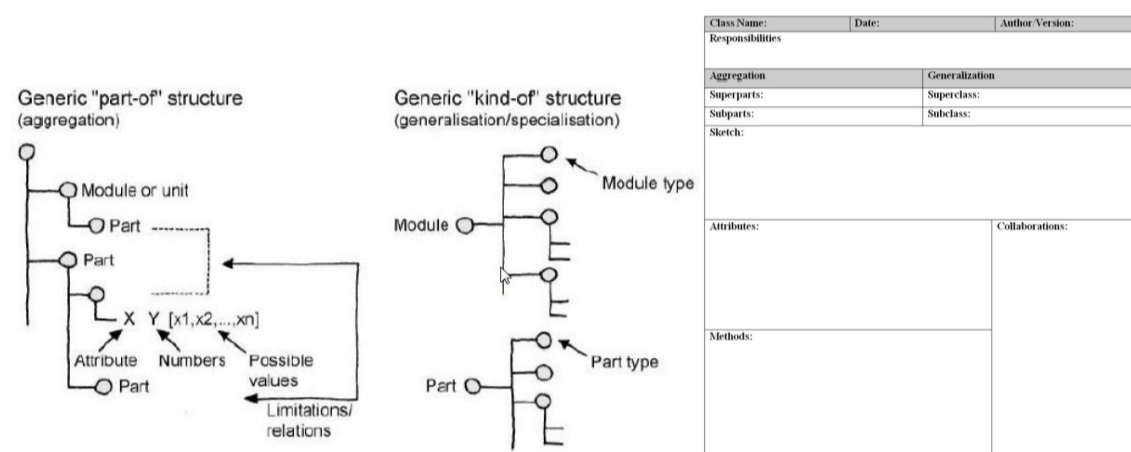 Generic "part-of" structure
(aggregation)
Module or unit
Part
Part
X Y [x1,x2,...,xn]
Attribute Numbers Possible
values
Part
Limitations/
relations
Generic "kind-of" structure
(generalisation/specialisation)
Module type
Module
Part type
Part
Class Name: Date: Author/Version:
Responsibilities
Aggregation Generalization
Superparts: Superclass:
Subparts: Subclass:
Sketch:
Attributes: Collaborations:
Methods: